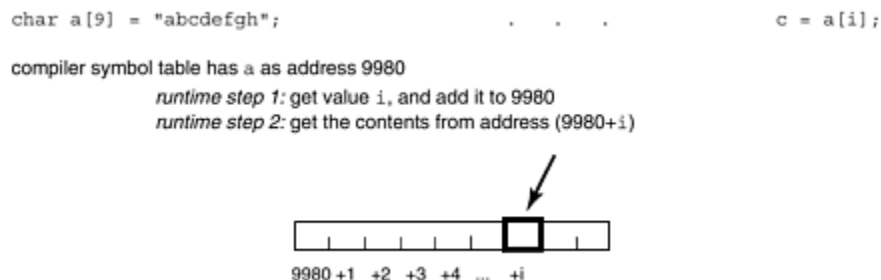 char a[9] = "abcdefgh"; . . . c = a[i];
compiler symbol table has a as address 9980
runtime step 1: get value i, and add it to 9980
runtime step 2: get the contents from address (9980+i)
9980 +1 +2 +3 +4 ... +i